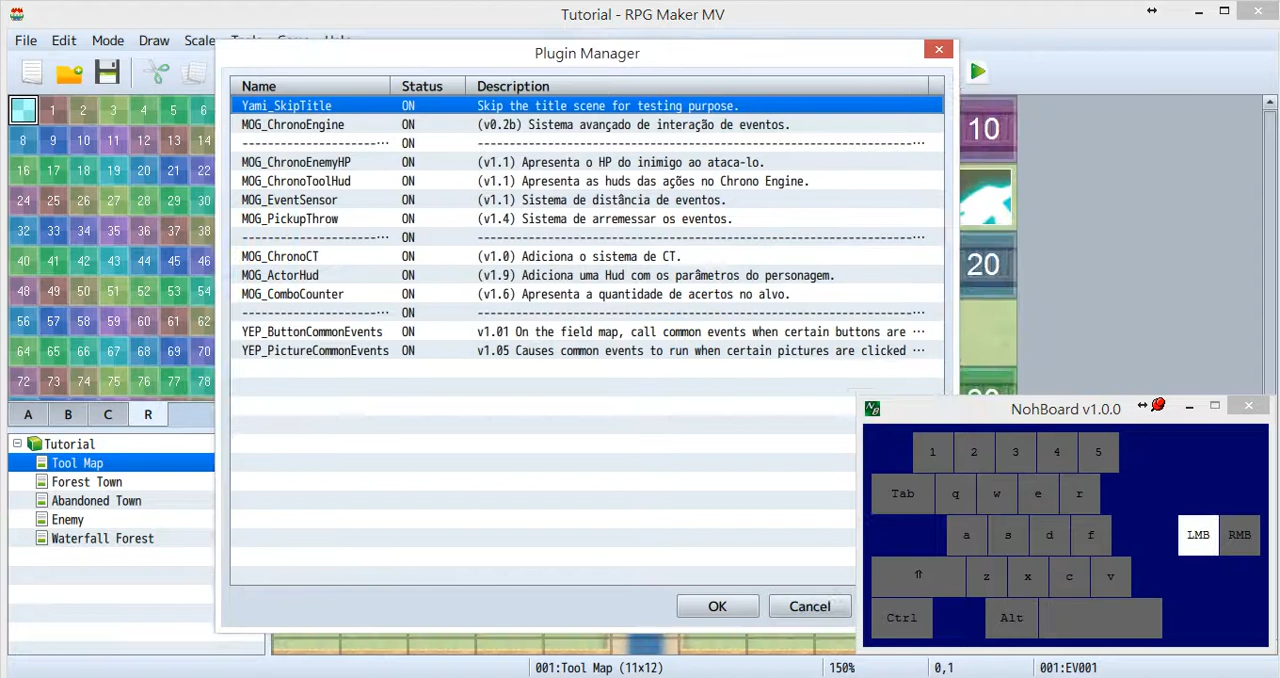 Tutorial - RPG Maker MV
File Edit Mode Draw Scale
Plugin Manager
Name Status Description
Yami_SkipTitle ON Skip the title scene for testing purpose.
MOG_ChronoEngine ON (v0.2b) Sistema avançado de interação de eventos.
---------------------… ON ----------------------------------------------------------------…
MOG_ChronoEnemyHP ON (v1.1) Apresenta o HP do inimigo ao ataca-lo.
MOG_ChronoToolHud ON (v1.1) Apresenta as huds das ações no Chrono Engine.
MOG_EventSensor ON (v1.1) Sistema de distância de eventos.
MOG_PickupThrow ON (v1.4) Sistema de arremessar os eventos.
---------------------… ON ----------------------------------------------------------------…
MOG_ChronoCT ON (v1.0) Adiciona o sistema de CT.
MOG_ActorHud ON (v1.9) Adiciona uma Hud com os parâmetros do personagem.
MOG_ComboCounter ON (v1.6) Apresenta a quantidade de acertos no alvo.
---------------------… ON ----------------------------------------------------------------…
YEP_ButtonCommonEvents ON v1.01 On the field map, call common events when certain buttons are …
YEP_PictureCommonEvents ON v1.05 Causes common events to run when certain pictures are clicked …
OK Cancel
1 2 3 4 5 6
8 9 10 11 12 13 14
16 17 18 19 20 21 22
24 25 26 27 28 29 30
32 33 34 35 36 37 38
40 41 42 43 44 45 46
48 49 50 51 52 53 54
56 57 58 59 60 61 62
64 65 66 67 68 69 70
72 73 74 75 76 77 78
A B C R
Tutorial
Tool Map
Forest Town
Abandoned Town
Enemy
Waterfall Forest
10
20
NohBoard v1.0.0
1 2 3 4 5
Tab q w e r
a s d f
LMB RMB
⇑ z x c v
Ctrl Alt
001:Tool Map (11x12) 150% 0,1 001:EV001